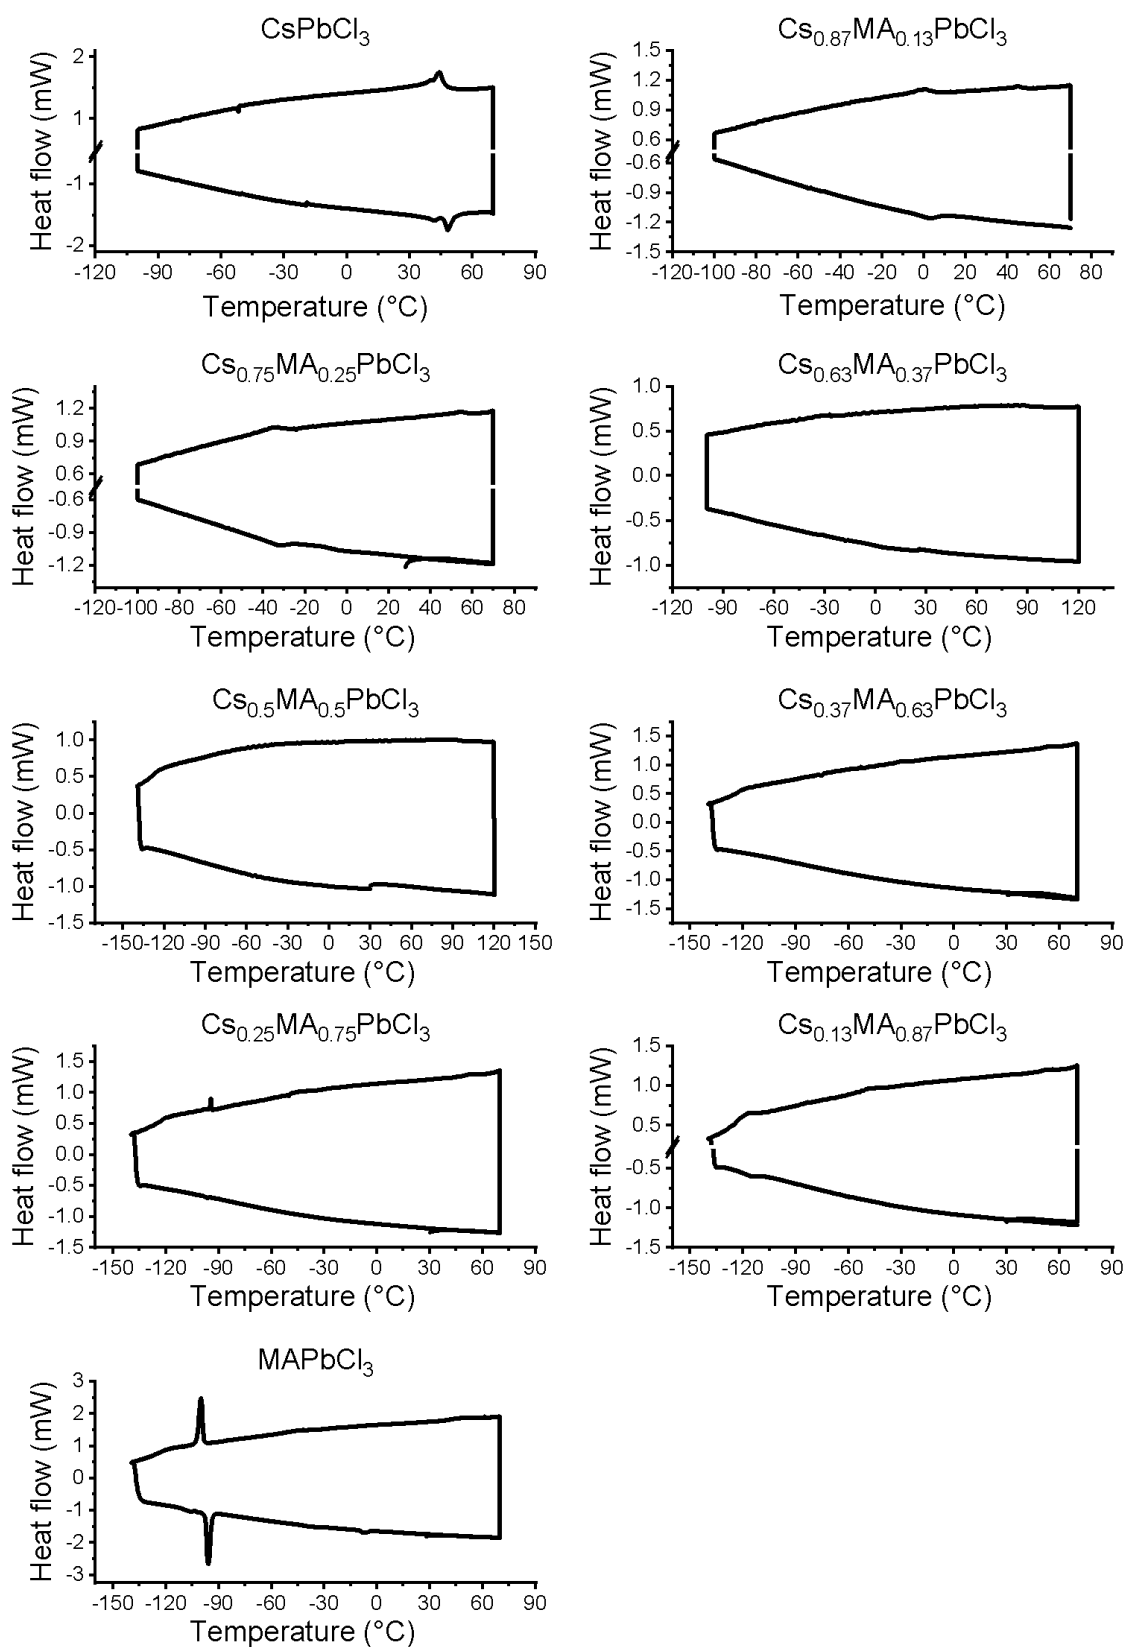 CsPbCl₃
Heat flow (mW)
2
1
-1
-2
-120 -90 -60 -30 0 30 60 90
Temperature (°C)
Cs₀.₈₇MA₀.₁₃PbCl₃
Heat flow (mW)
1.5
1.2
0.9
0.6
-0.6
-0.9
-1.2
-1.5
-120 -100 -80 -60 -40 -20 0 20 40 60 80
Temperature (°C)
Cs₀.₇₅MA₀.₂₅PbCl₃
Heat flow (mW)
1.2
0.9
0.6
-0.6
-0.9
-1.2
-120 -100 -80 -60 -40 -20 0 20 40 60 80
Temperature (°C)
Cs₀.₆₃MA₀.₃₇PbCl₃
Heat flow (mW)
1.0
0.5
0.0
-0.5
-1.0
-120 -90 -60 -30 0 30 60 90 120
Temperature (°C)
Cs₀.₅MA₀.₅PbCl₃
Heat flow (mW)
1.0
0.5
0.0
-0.5
-1.0
-1.5
-150 -120 -90 -60 -30 0 30 60 90 120 150
Temperature (°C)
Cs₀.₃₇MA₀.₆₃PbCl₃
Heat flow (mW)
1.5
1.0
0.5
0.0
-0.5
-1.0
-1.5
-150 -120 -90 -60 -30 0 30 60 90
Temperature (°C)
Cs₀.₂₅MA₀.₇₅PbCl₃
Heat flow (mW)
1.5
1.0
0.5
0.0
-0.5
-1.0
-1.5
-150 -120 -90 -60 -30 0 30 60 90
Temperature (°C)
Cs₀.₁₃MA₀.₈₇PbCl₃
Heat flow (mW)
1.5
1.0
0.5
-0.5
-1.0
-1.5
-150 -120 -90 -60 -30 0 30 60 90
Temperature (°C)
MAPbCl₃
Heat flow (mW)
3
2
1
0
-1
-2
-3
-150 -120 -90 -60 -30 0 30 60 90
Temperature (°C)